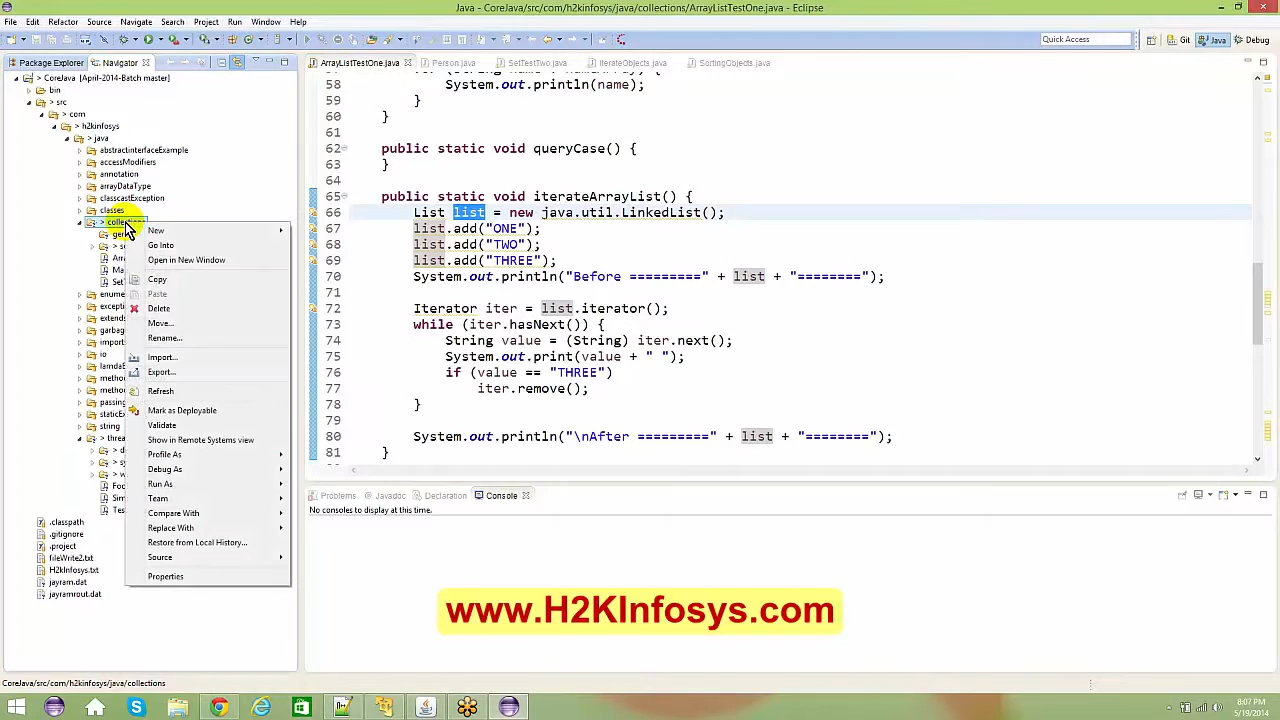 Java - CoreJava/src/com/h2kinfosys/java/collections/ArrayListTestOne.java - Eclipse
File Edit Refactor Source Navigate Search Project Run Window Help
Quick Access Git Java Debug
Package Explorer Navigator
ArrayListTestOne.java Person.java SetTestTwo.java IterateObjects.java SortingObjects.java
> CoreJava [April-2014-Batch master]
bin
> src
> com
> h2kinfosys
> java
abstractinterfaceExample
accessModifiers
annotation
arrayDataType
classcastException
classes
New
Go Into
Open in New Window
Copy
Paste
Delete
Move...
Rename...
Import...
Export...
Refresh
Mark as Deployable
Validate
Show in Remote Systems view
Profile As
Debug As
Run As
Team
Compare With
Replace With
Restore from Local History...
Source
Properties
.classpath
.gitignore
.project
fileWrite2.txt
H2kInfosys.txt
jayram.dat
jayramrout.dat
58 System.out.println(name);
59 }
60 }
61
62 public static void queryCase() {
63 }
64
65 public static void iterateArrayList() {
66 List list = new java.util.LinkedList();
67 list.add("ONE");
68 list.add("TWO");
69 list.add("THREE");
70 System.out.println("Before =========" + list + "========");
71
72 Iterator iter = list.iterator();
73 while (iter.hasNext()) {
74 String value = (String) iter.next();
75 System.out.print(value + " ");
76 if (value == "THREE")
77 iter.remove();
78 }
79
80 System.out.println("\nAfter =========" + list + "========");
81 }
Problems Javadoc Declaration Console
No consoles to display at this time.
www.H2KInfosys.com
CoreJava/src/com/h2kinfosys/java/collections
8:07 PM
5/19/2014